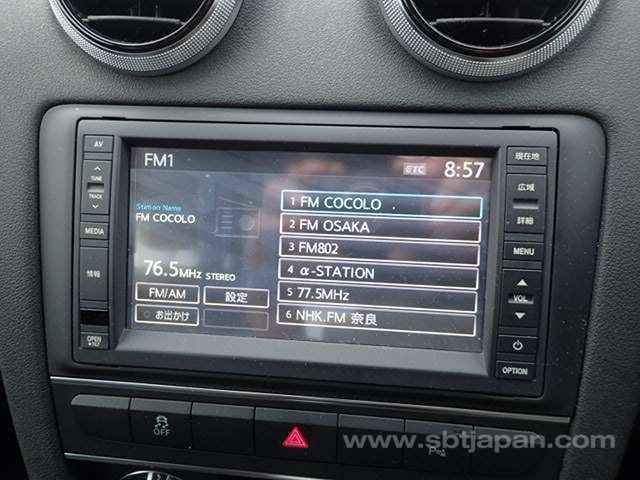 AV
TUNE
TRACK
MEDIA
情報
OPEN
FM1
ETC 8:57
Station Name
FM COCOLO
76.5MHz STEREO
FM/AM 設定
お出かけ
1 FM COCOLO
2 FM OSAKA
3 FM802
4 α-STATION
5 77.5MHz
6 NHK.FM 奈良
現在地
広域
詳細
MENU
VOL
OPTION
OFF
www.sbtjapan.com